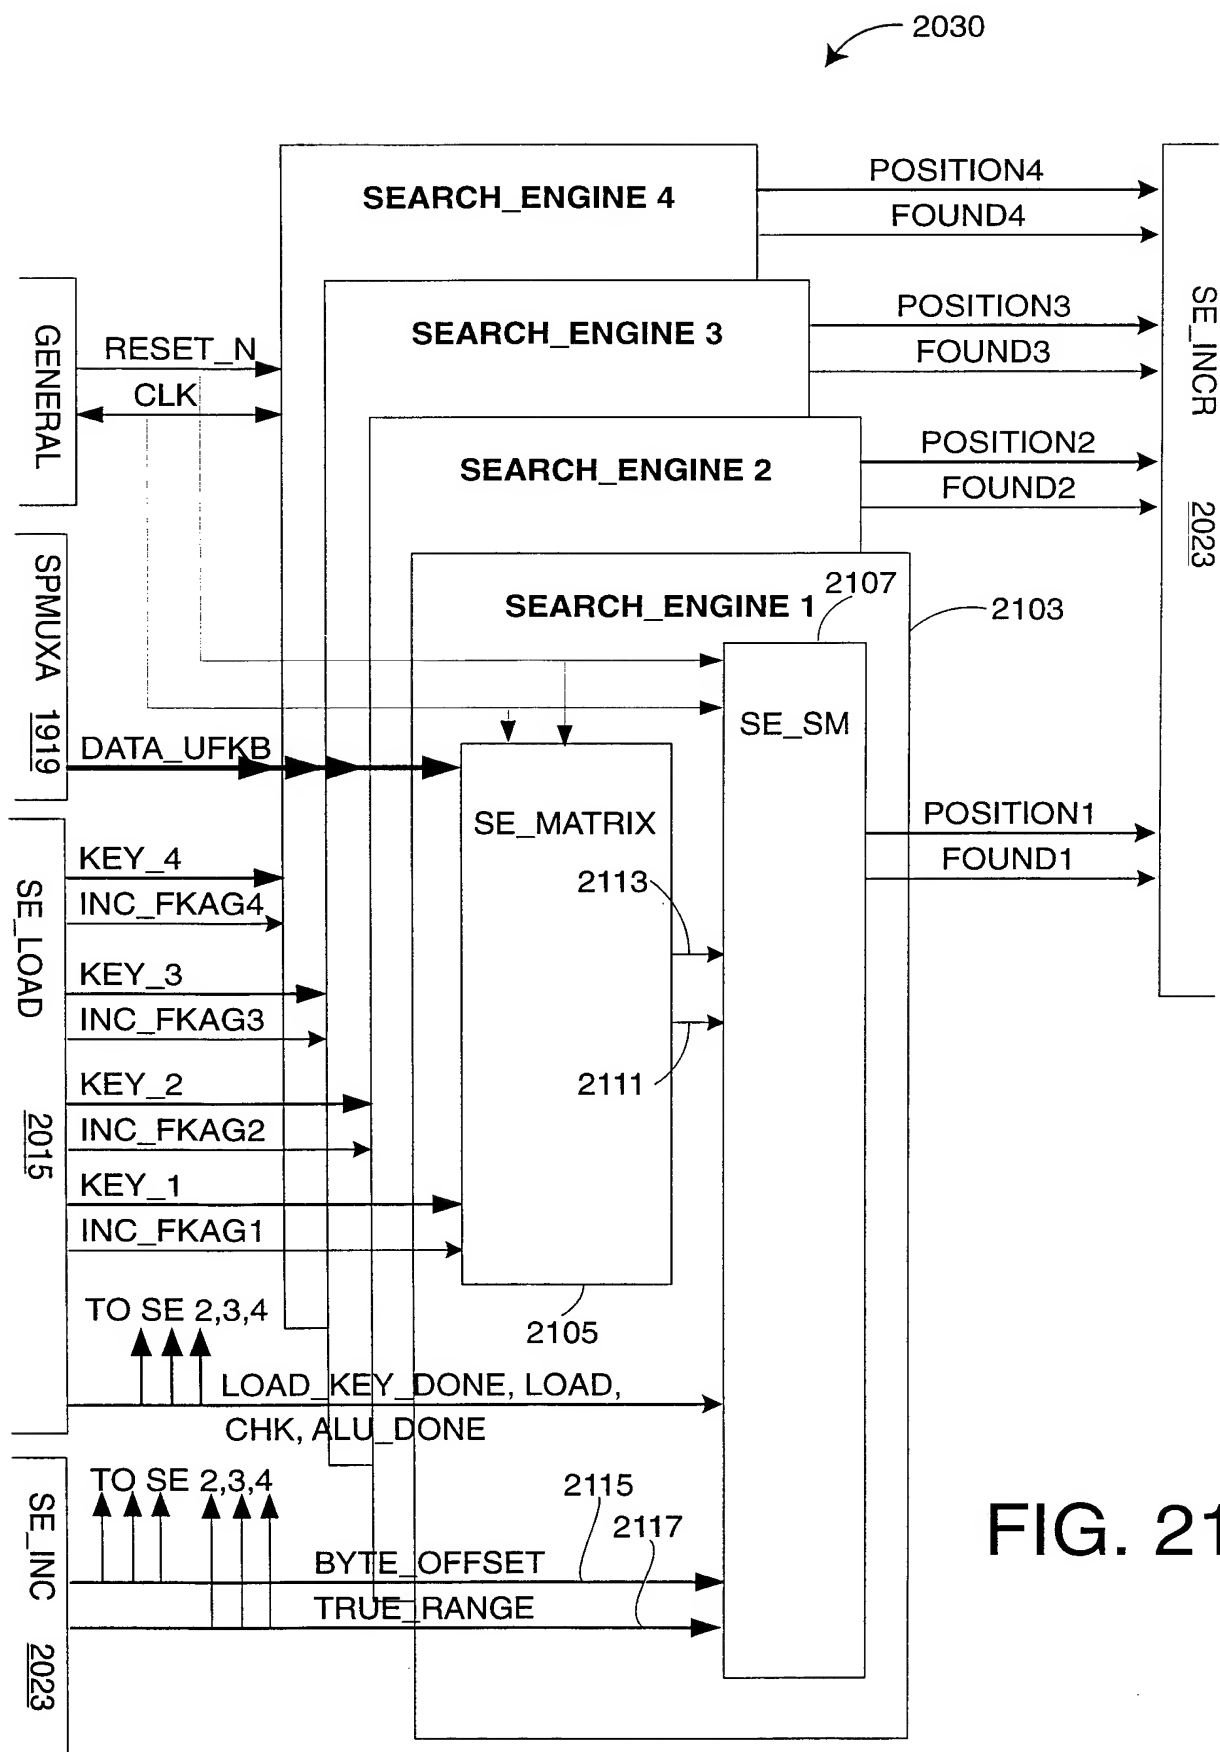 2030
SEARCH_ENGINE 4
POSITION4
FOUND4
SEARCH_ENGINE 3
POSITION3
FOUND3
SE_INCR 2023
GENERAL
RESET_N
CLK
SEARCH_ENGINE 2
POSITION2
FOUND2
SPMUXA 1919
SEARCH_ENGINE 1
2107
2103
DATA_UFKB
SE_SM
SE_MATRIX
POSITION1
FOUND1
SE_LOAD 2015
KEY_4
INC_FKAG4
2113
KEY_3
INC_FKAG3
2111
KEY_2
INC_FKAG2
KEY_1
INC_FKAG1
TO SE 2,3,4
2105
LOAD_KEY_DONE, LOAD,
CHK, ALU_DONE
SE_INC 2023
TO SE 2,3,4
2115
2117
BYTE_OFFSET
TRUE_RANGE
FIG. 21